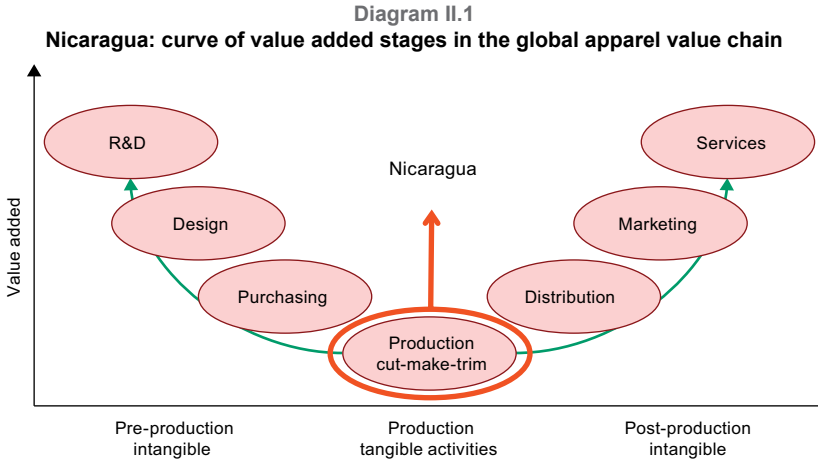 Diagram II.1
Nicaragua: curve of value added stages in the global apparel value chain
Value added
R&D
Services
Nicaragua
Design
Marketing
Purchasing
Distribution
Production
cut-make-trim
Pre-production
intangible
Production
tangible activities
Post-production
intangible